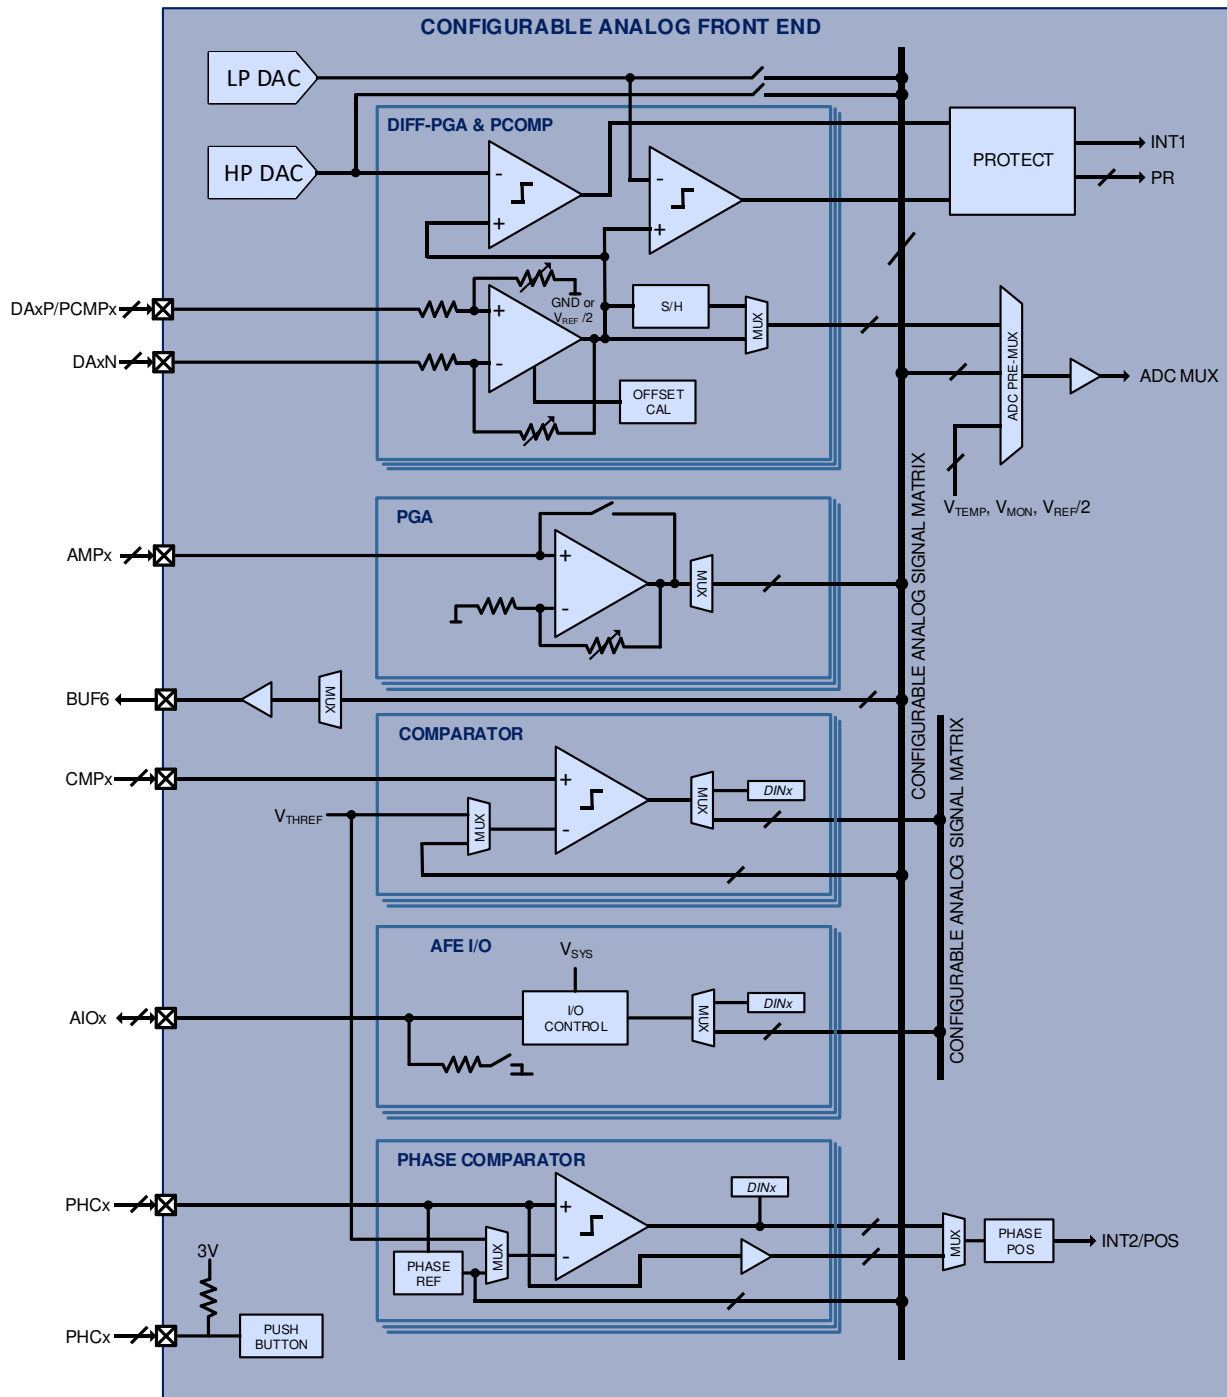 CONFIGURABLE ANALOG FRONT END
LP DAC
DIFF-PGA & PCOMP
HP DAC
PROTECT
INT1
PR
-
+
-
+
DAxP/PCMPx
DAxN
+
-
GND or
VREF /2
S/H
MUX
OFFSET
CAL
ADC PRE-MUX
ADC MUX
VTEMP, VMON, VREF/2
CONFIGURABLE ANALOG SIGNAL MATRIX
PGA
AMPx
+
-
MUX
BUF6
MUX
COMPARATOR
CMPx
+
-
VTHREF
MUX
MUX
DINx
CONFIGURABLE ANALOG SIGNAL MATRIX
AFE I/O
VSYS
AIOx
I/O
CONTROL
MUX
DINx
PHASE COMPARATOR
PHCx
+
-
DINx
MUX
PHASE
REF
MUX
PHASE
POS
INT2/POS
3V
PHCx
PUSH
BUTTON